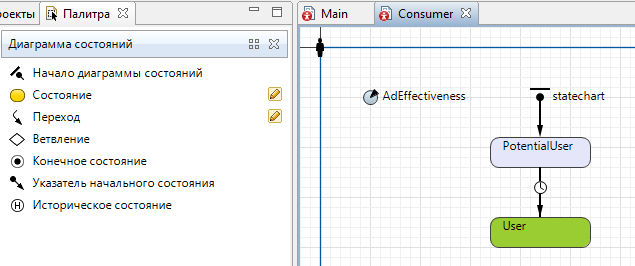 роекты
Палитра
Main
Consumer
Диаграмма состояний
Начало диаграммы состояний
Состояние
Переход
Ветвление
Конечное состояние
Указатель начального состояния
H Историческое состояние
AdEffectiveness
statechart
PotentialUser
User